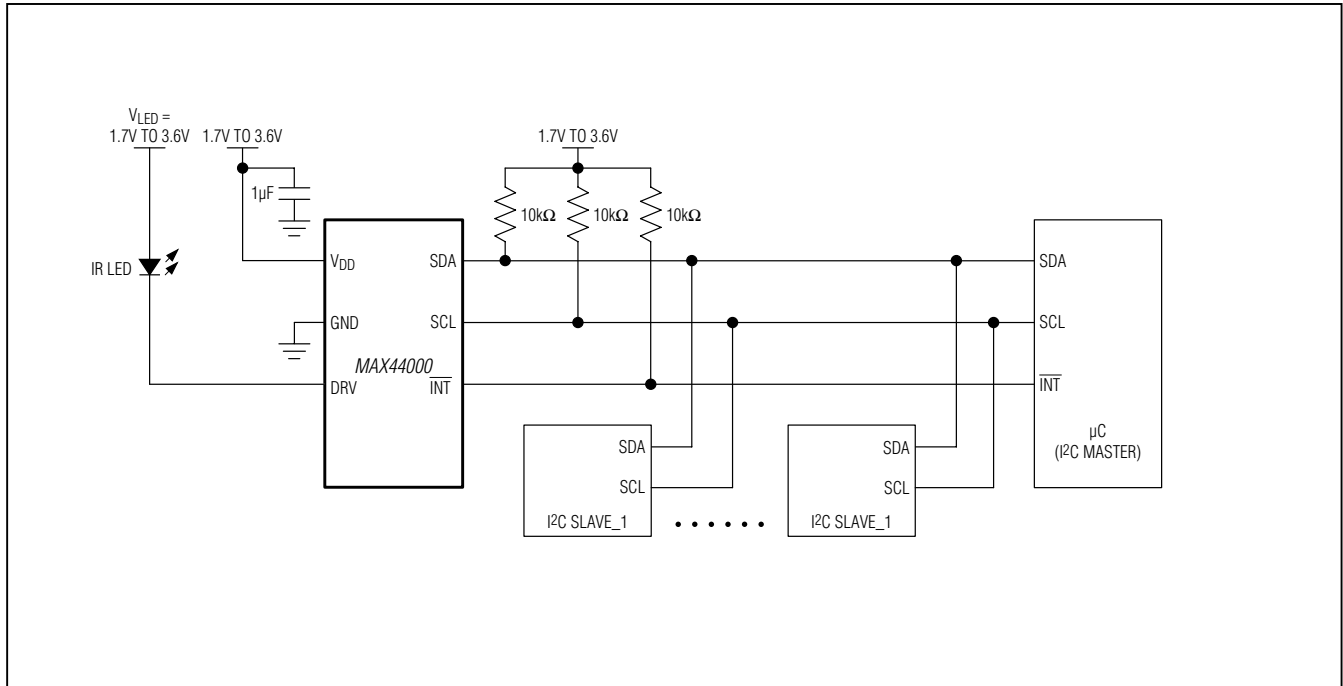 VLED =
1.7V TO 3.6V 1.7V TO 3.6V 1.7V TO 3.6V
1µF
10kΩ 10kΩ 10kΩ
IR LED
VDD SDA
GND SCL
MAX44000
DRV INT
SDA
SCL
INT
µC
(I2C MASTER)
SDA
SCL
I2C SLAVE_1
......
SDA
SCL
I2C SLAVE_1